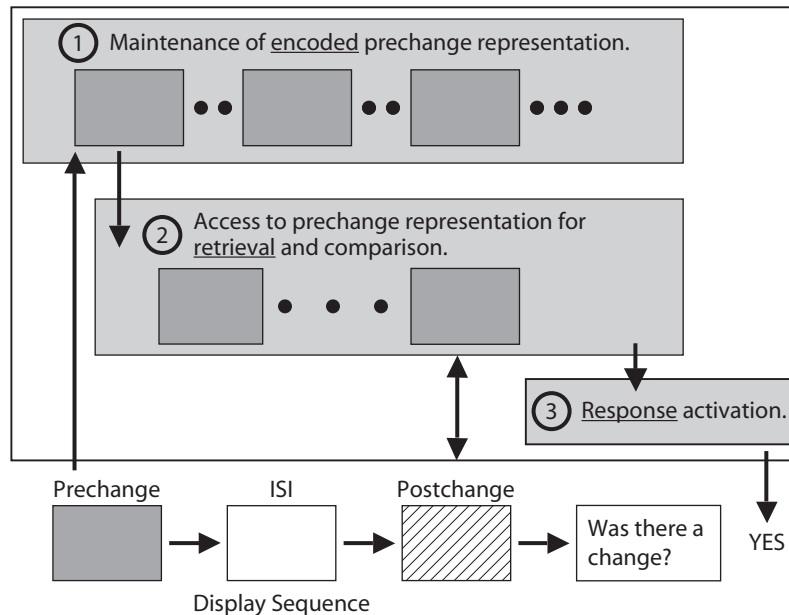 1 Maintenance of encoded prechange representation.
2 Access to prechange representation for
retrieval and comparison.
3 Response activation.
Prechange ISI Postchange
Was there a
change?
YES
Display Sequence